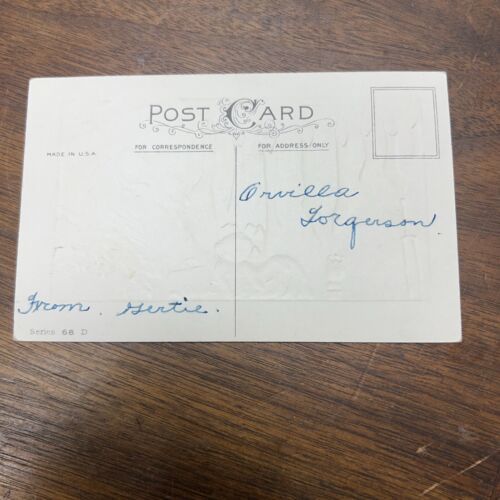 POST CARD
MADE IN U.S.A.
FOR CORRESPONDENCE
FOR ADDRESS ONLY
Orvilla
Torgerson.
From. Gertie.
Series 68 D